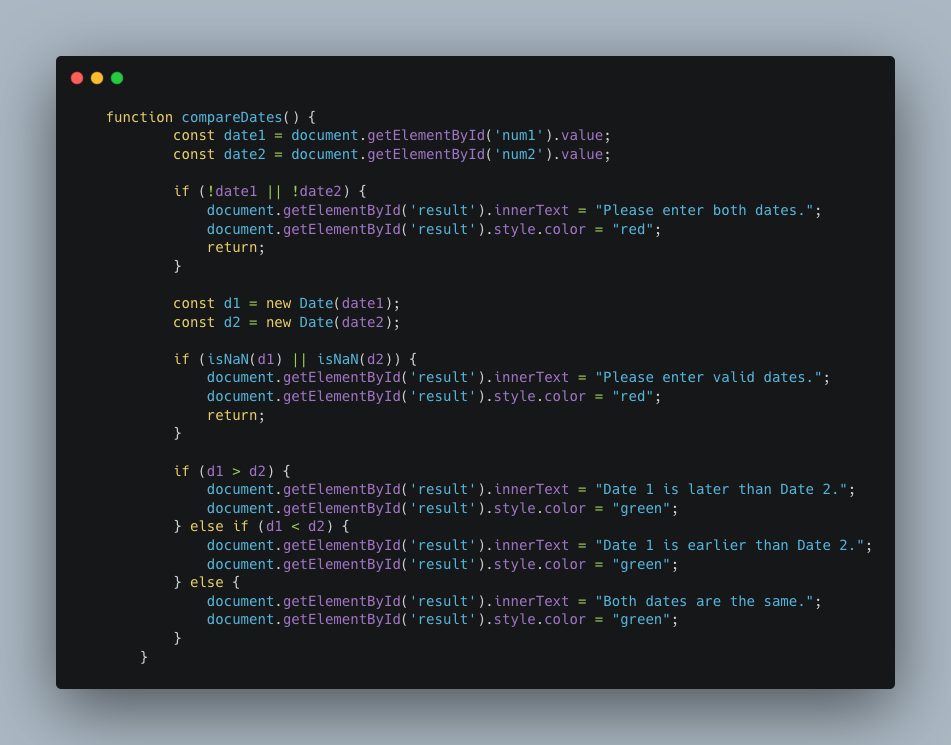 function compareDates() {
        const date1 = document.getElementById('num1').value;
        const date2 = document.getElementById('num2').value;

        if (!date1 || !date2) {
            document.getElementById('result').innerText = "Please enter both dates.";
            document.getElementById('result').style.color = "red";
            return;
        }

        const d1 = new Date(date1);
        const d2 = new Date(date2);

        if (isNaN(d1) || isNaN(d2)) {
            document.getElementById('result').innerText = "Please enter valid dates.";
            document.getElementById('result').style.color = "red";
            return;
        }

        if (d1 > d2) {
            document.getElementById('result').innerText = "Date 1 is later than Date 2.";
            document.getElementById('result').style.color = "green";
        } else if (d1 < d2) {
            document.getElementById('result').innerText = "Date 1 is earlier than Date 2.";
            document.getElementById('result').style.color = "green";
        } else {
            document.getElementById('result').innerText = "Both dates are the same.";
            document.getElementById('result').style.color = "green";
        }
    }